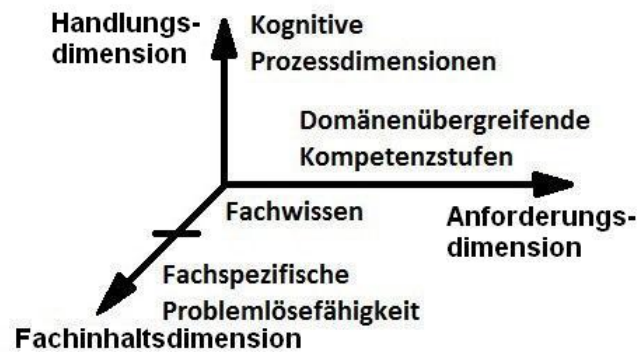 Handlungs-
dimension
Kognitive
Prozessdimensionen
Domänenübergreifende
Kompetenzstufen
Fachwissen
Anforderungs-
dimension
Fachspezifische
Problemlösefähigkeit
Fachinhaltsdimension